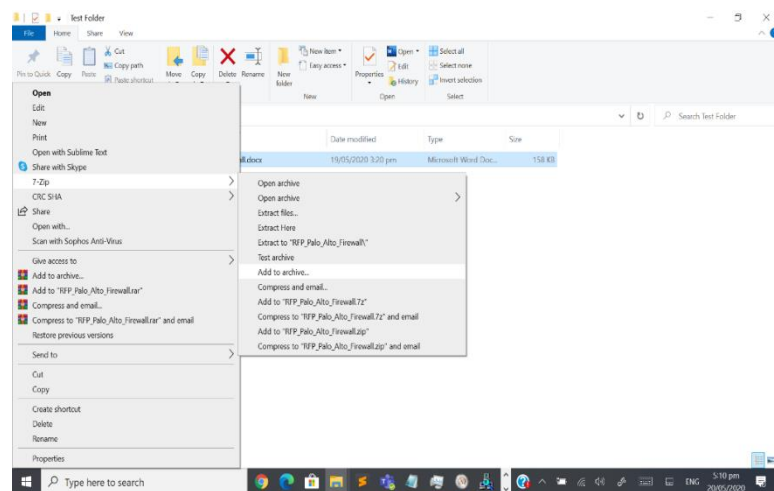 Test Folder
File Home Share View
Pin to Quick Copy Paste
Cut
Copy path
Paste shortcut
Move Copy Delete Rename
New folder
New item
Easy access
New
Properties
Open
Edit
History
Open
Select all
Select none
Invert selection
Select
Search Test Folder
Date modified Type Size
ll.docx 19/05/2020 3:20 pm Microsoft Word Doc... 158 KB
Open
Edit
New
Print
Open with Sublime Text
Share with Skype
7-Zip
CRC SHA
Share
Open with...
Scan with Sophos Anti-Virus
Give access to
Add to archive...
Add to "RFP_Palo_Alto_Firewall.rar"
Compress and email...
Compress to "RFP_Palo_Alto_Firewall.rar" and email
Restore previous versions
Send to
Cut
Copy
Create shortcut
Delete
Rename
Properties
Open archive
Open archive
Extract files...
Extract Here
Extract to "RFP_Palo_Alto_Firewall\"
Test archive
Add to archive...
Compress and email...
Add to "RFP_Palo_Alto_Firewall.7z"
Compress to "RFP_Palo_Alto_Firewall.7z" and email
Add to "RFP_Palo_Alto_Firewall.zip"
Compress to "RFP_Palo_Alto_Firewall.zip" and email
Type here to search
ENG
5:10 pm
20/05/2020